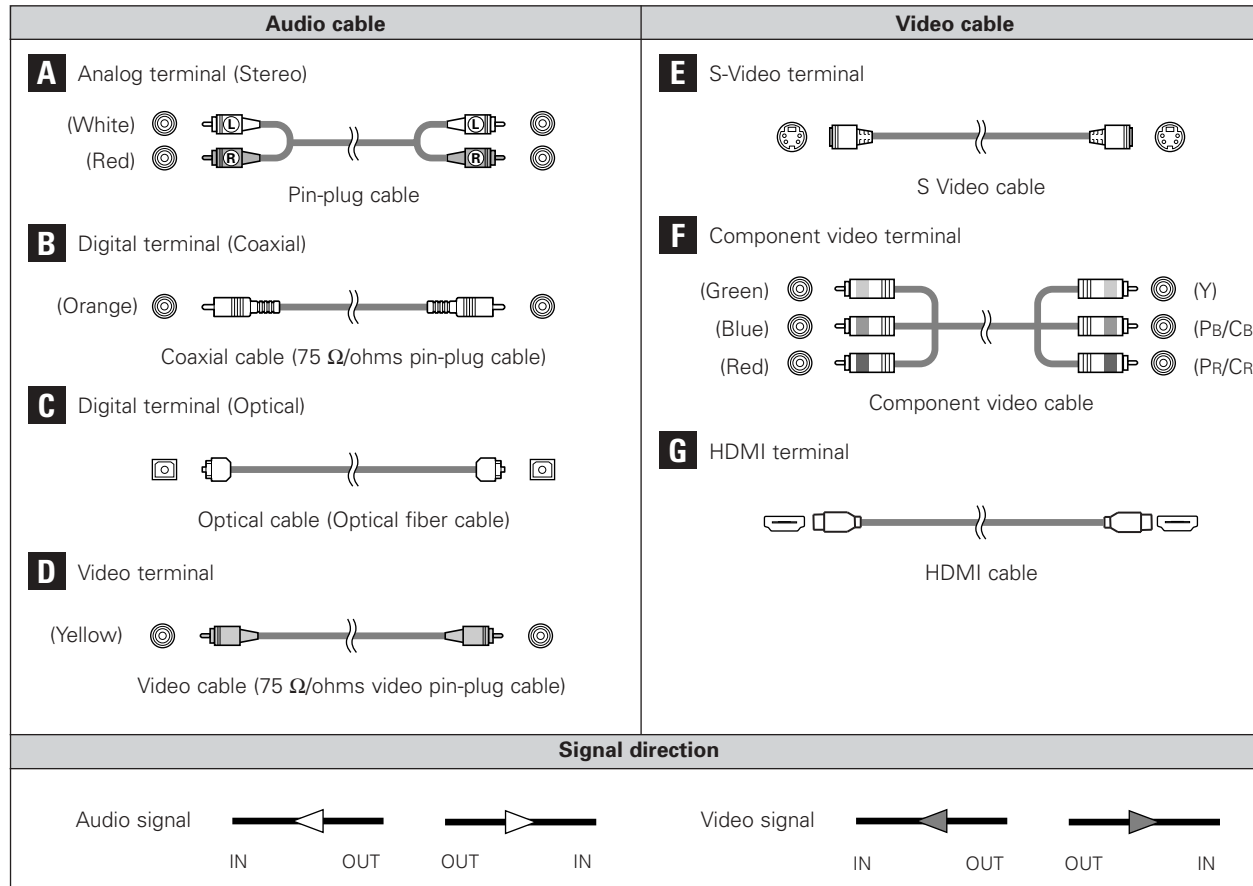 Audio cable
Video cable
A Analog terminal (Stereo)
(White) L L
(Red) R R
Pin-plug cable
B Digital terminal (Coaxial)
(Orange)
Coaxial cable (75 Ω/ohms pin-plug cable)
C Digital terminal (Optical)
Optical cable (Optical fiber cable)
D Video terminal
(Yellow)
Video cable (75 Ω/ohms video pin-plug cable)
E S-Video terminal
S Video cable
F Component video terminal
(Green) (Y)
(Blue) (PB/CB
(Red) (PR/CR
Component video cable
G HDMI terminal
HDMI cable
Signal direction
Audio signal
IN OUT OUT IN
Video signal
IN OUT OUT IN